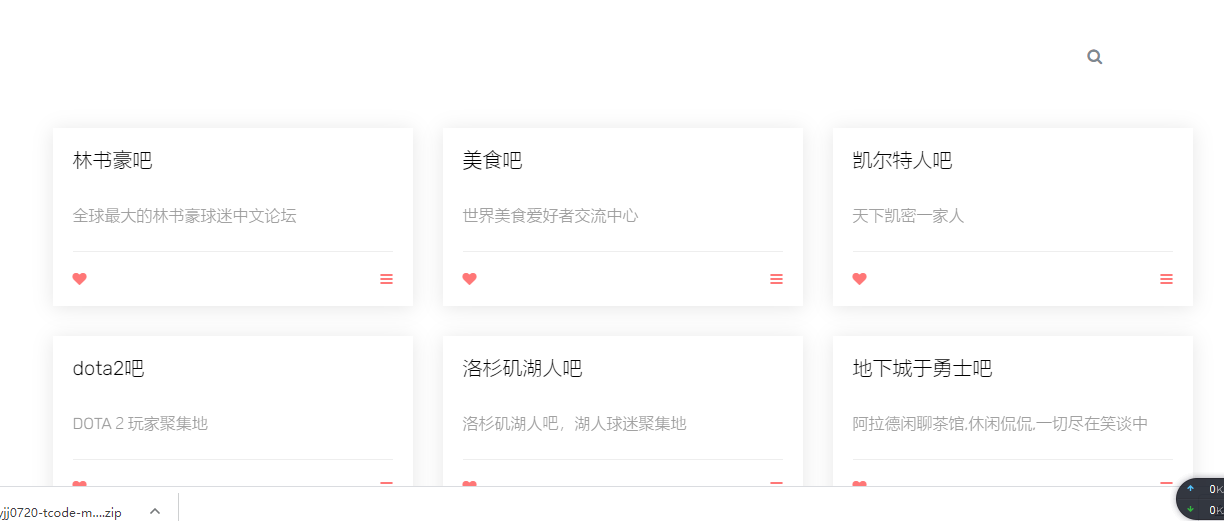 林书豪吧
美食吧
凯尔特人吧
全球最大的林书豪球迷中文论坛
世界美食爱好者交流中心
天下凯密一家人
dota2吧
洛杉矶湖人吧
地下城于勇士吧
DOTA 2 玩家聚集地
洛杉矶湖人吧，湖人球迷聚集地
阿拉德闲聊茶馆,休闲侃侃,一切尽在笑谈中
yjj0720-tcode-m....zip
0K
0K